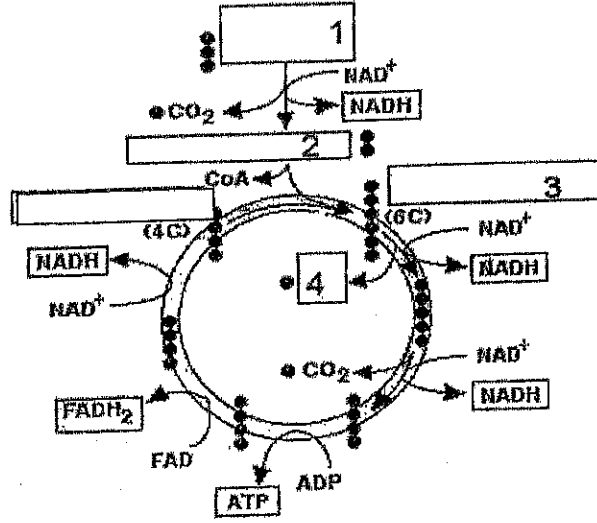 1
NAD⁺
CO₂
NADH
2
CoA
3
(4C)
(6C)
NAD⁺
NADH
NADH
4
NAD⁺
CO₂
NAD⁺
NADH
FADH₂
FAD
ADP
ATP